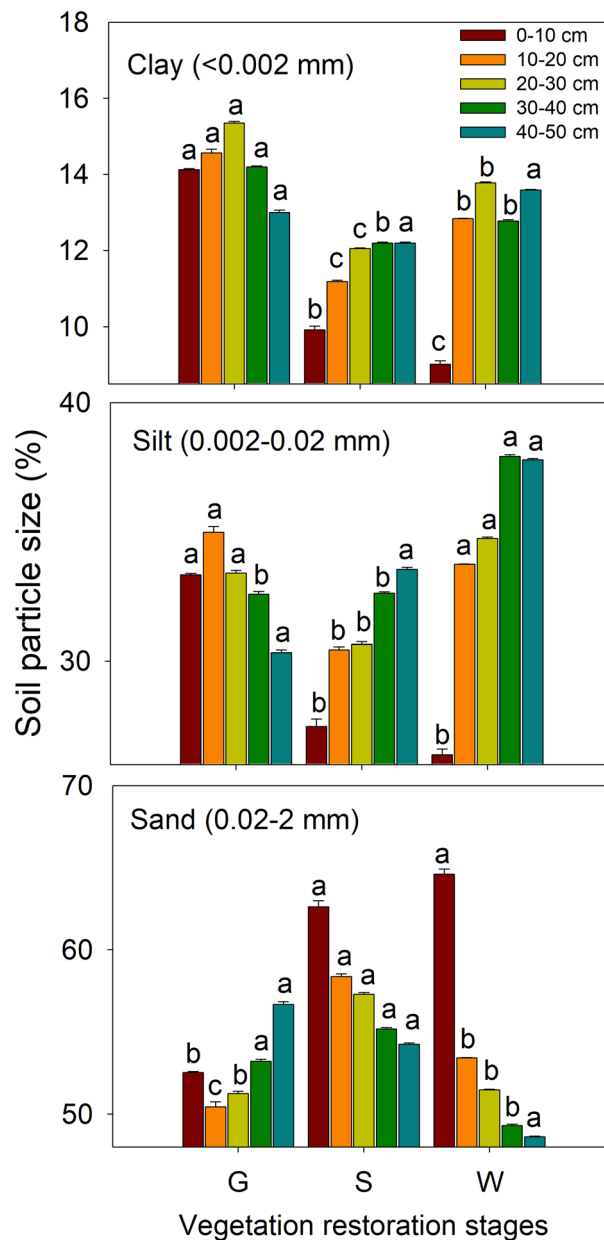 18
Clay (<0.002 mm)
0-10 cm
10-20 cm
20-30 cm
30-40 cm
40-50 cm
16
14
12
10
a a a a a
b c c b a
c b b b a
40
Silt (0.002-0.02 mm)
30
a a a b a
b b b b a
b a a a a
70
Sand (0.02-2 mm)
60
50
b c b a a
a a a a a
a b b b a
G S W
Soil particle size (%)
Vegetation restoration stages